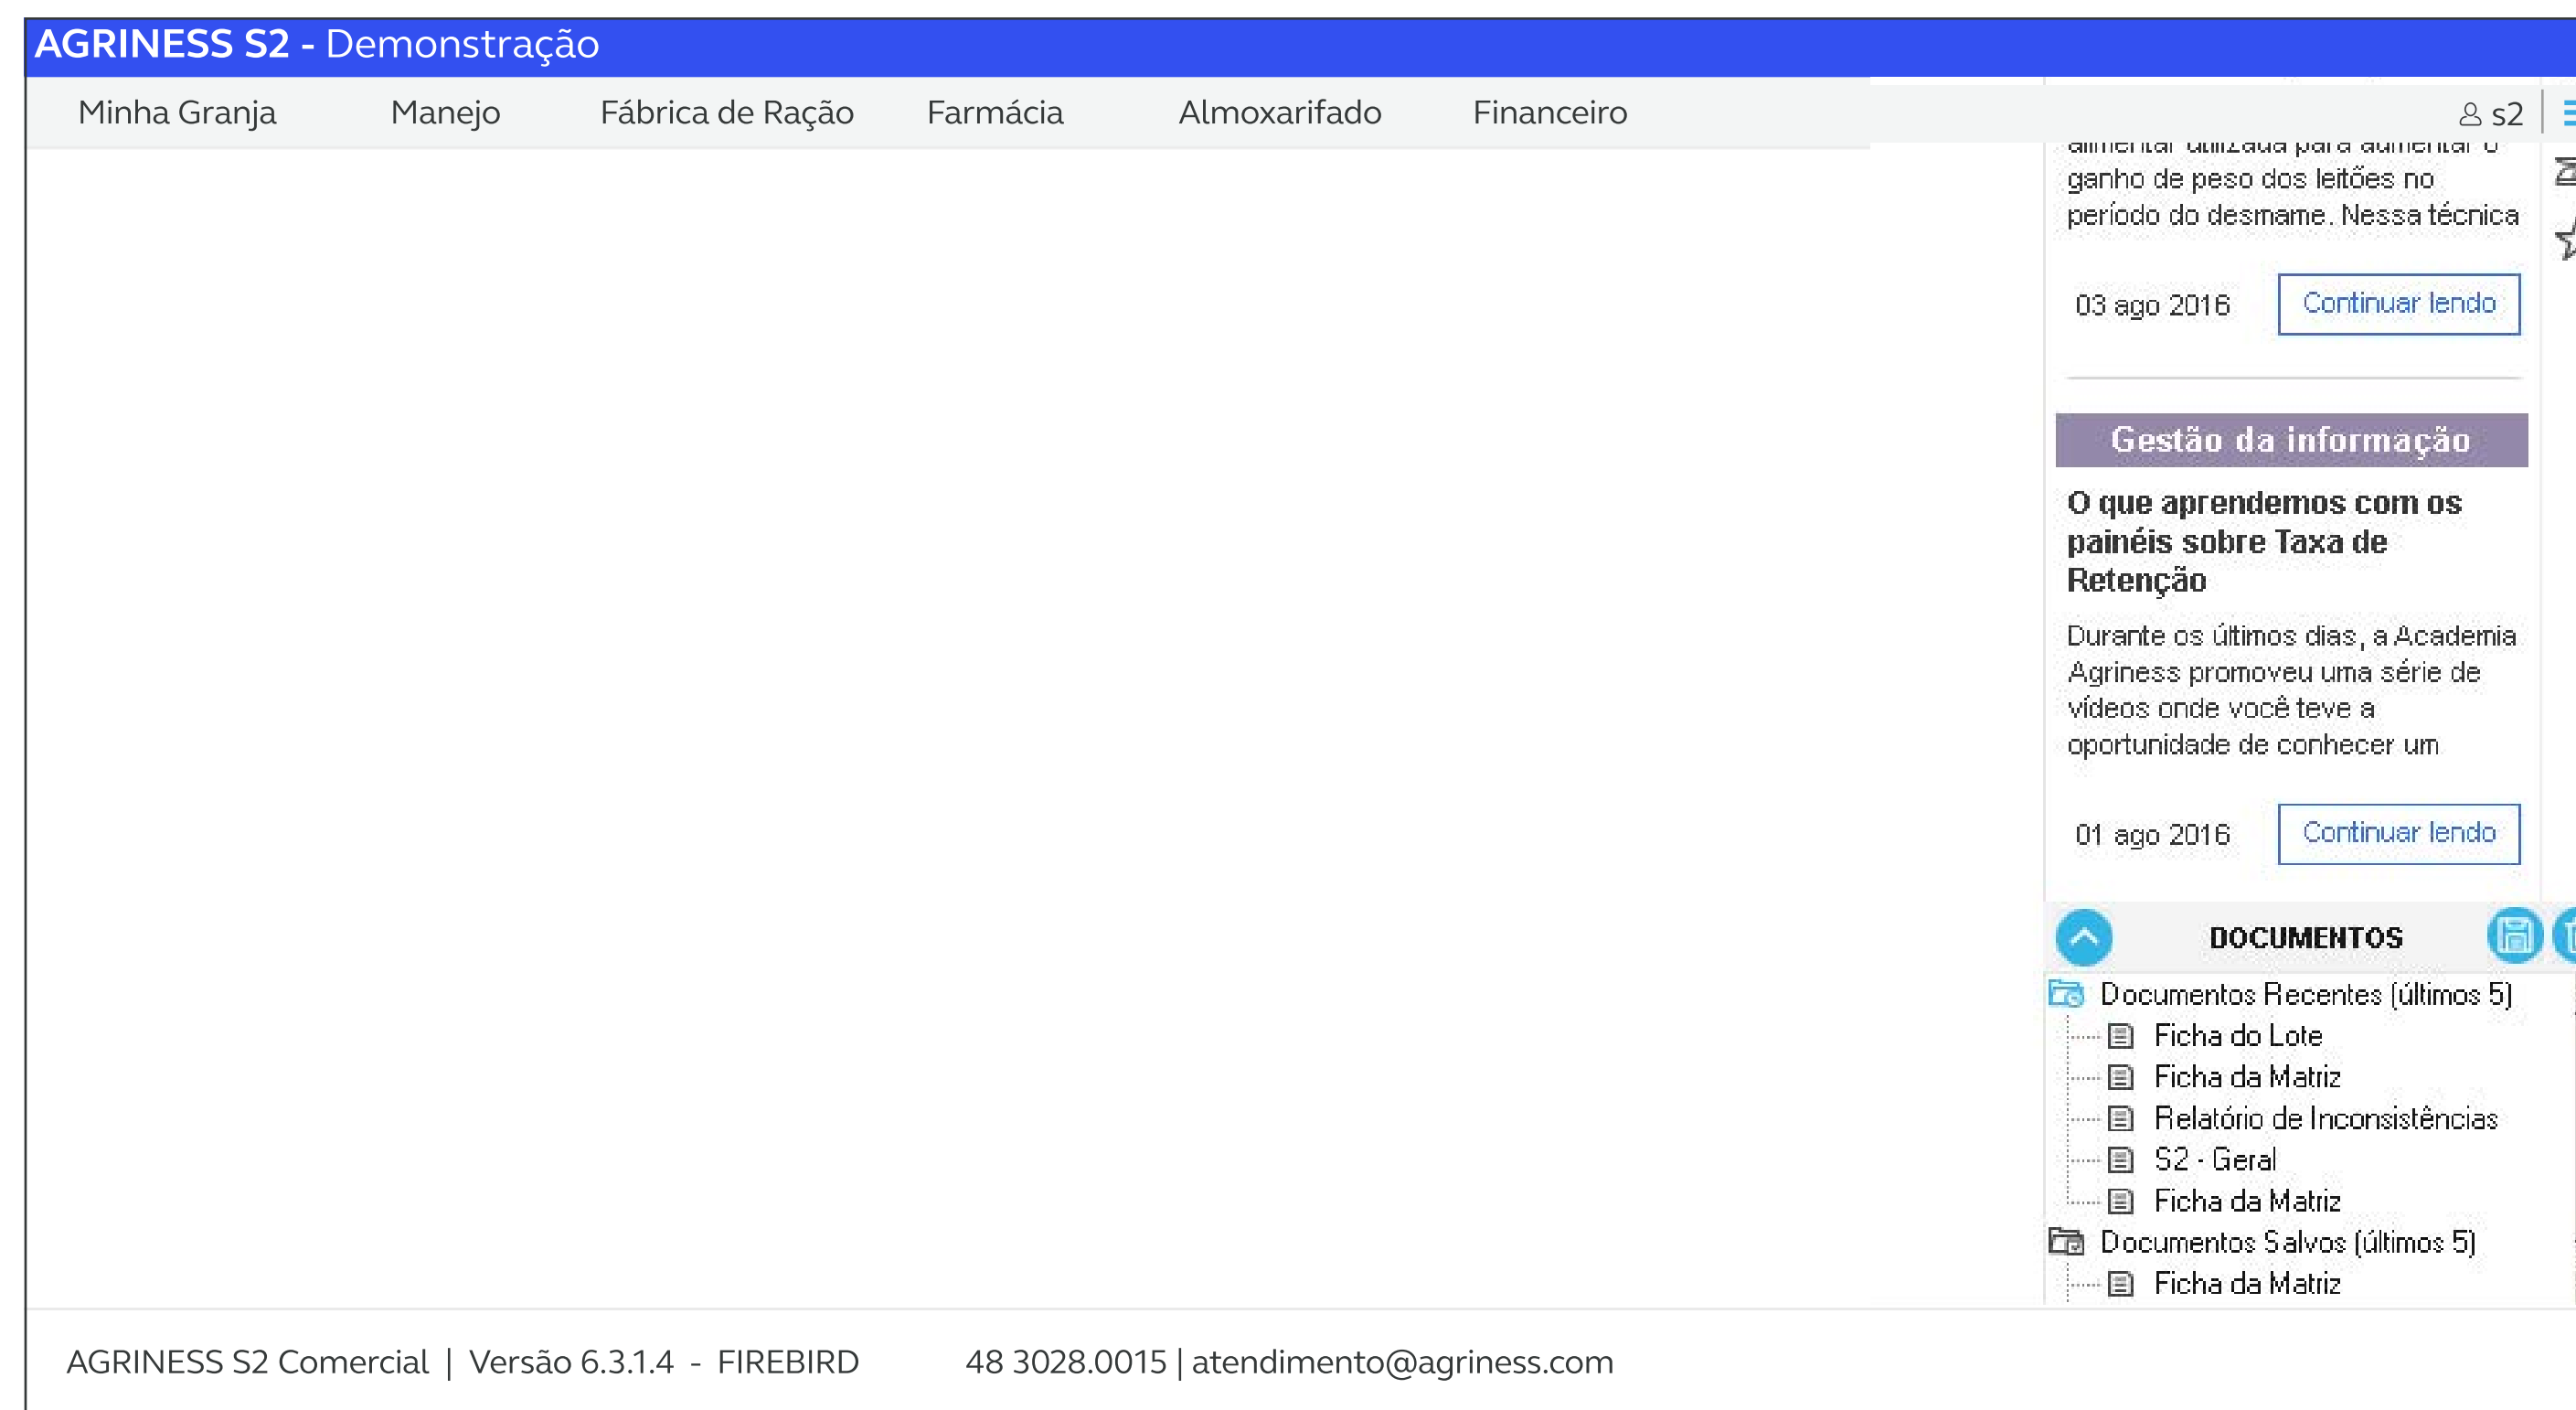 AGRINESS S2 - Demonstração
Minha Granja Manejo Fábrica de Ração Farmácia Almoxarifado Financeiro s2
alimentar utilizada para aumentar o
ganho de peso dos leitões no
período do desmame. Nessa técnica
03 ago 2016 Continuar lendo
Gestão da informação
O que aprendemos com os
painéis sobre Taxa de
Retenção
Durante os últimos dias, a Academia
Agriness promoveu uma série de
vídeos onde você teve a
oportunidade de conhecer um
01 ago 2016 Continuar lendo
DOCUMENTOS
Documentos Recentes (últimos 5)
Ficha do Lote
Ficha da Matriz
Relatório de Inconsistências
S2 - Geral
Ficha da Matriz
Documentos Salvos (últimos 5)
Ficha da Matriz
AGRINESS S2 Comercial | Versão 6.3.1.4 - FIREBIRD 48 3028.0015 | atendimento@agriness.com